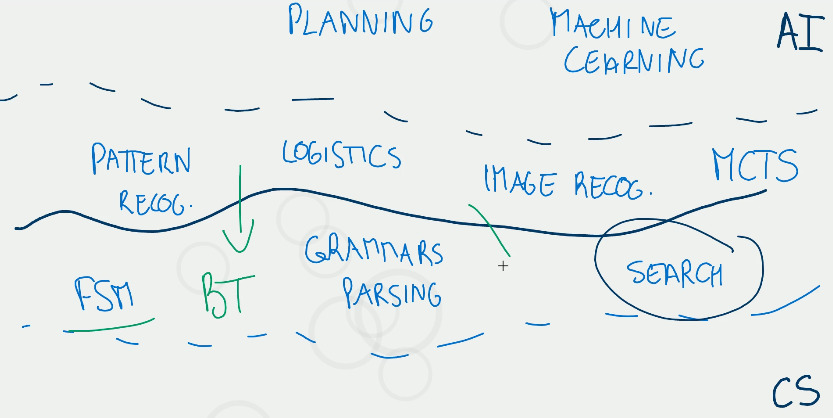 PLANNING
MACHINE
CEARNING
AI
PATTERN
RECOG.
LOGISTICS
IMAGE RECOG.
MCTS
GRAMMARS
PARSING
FSM
BT
SEARCH
CS